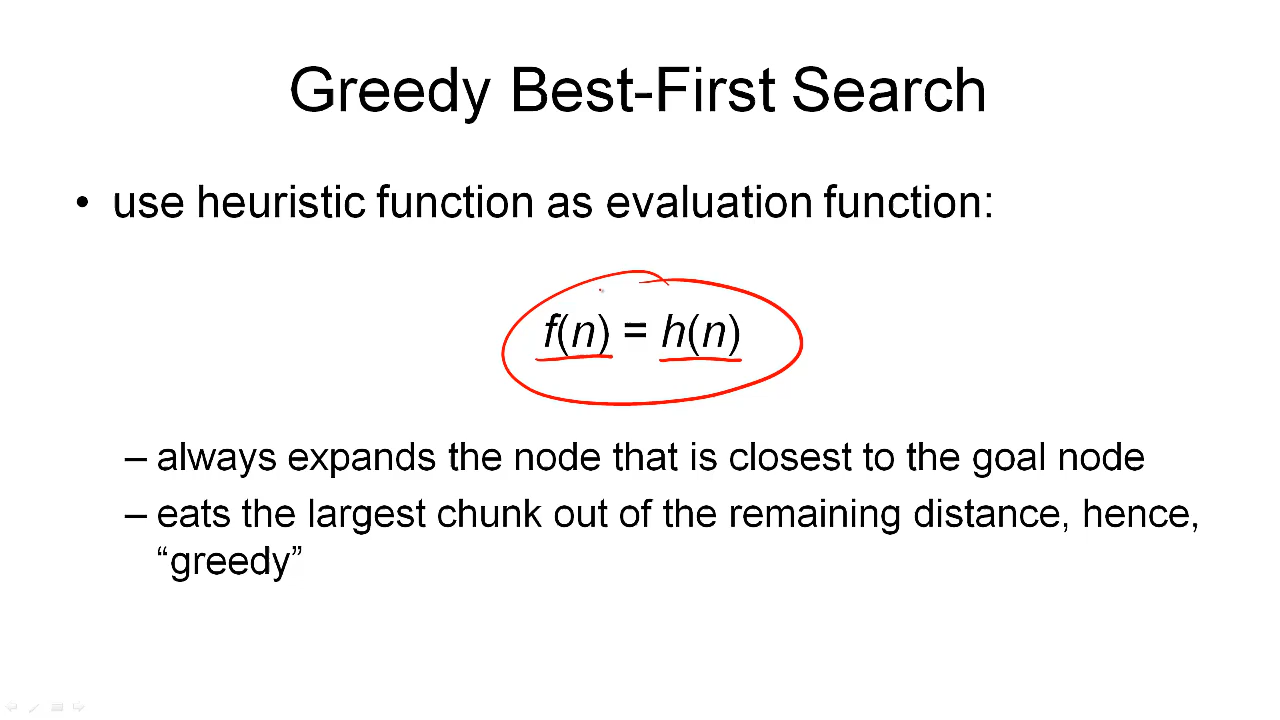 Greedy Best-First Search
• use heuristic function as evaluation function:
f(n) = h(n)
– always expands the node that is closest to the goal node
– eats the largest chunk out of the remaining distance, hence,
“greedy”